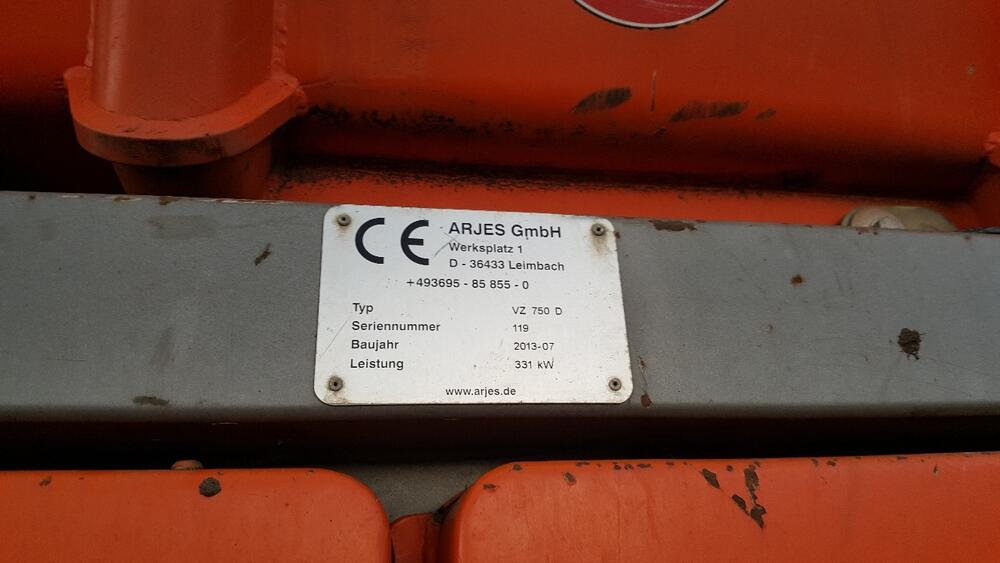 CE ARJES GmbH
Werksplatz 1
D - 36433 Leimbach
+493695 - 85 855 - 0
Typ VZ 750 D
Seriennummer 119
Baujahr 2013-07
Leistung 331 kW
www.arjes.de